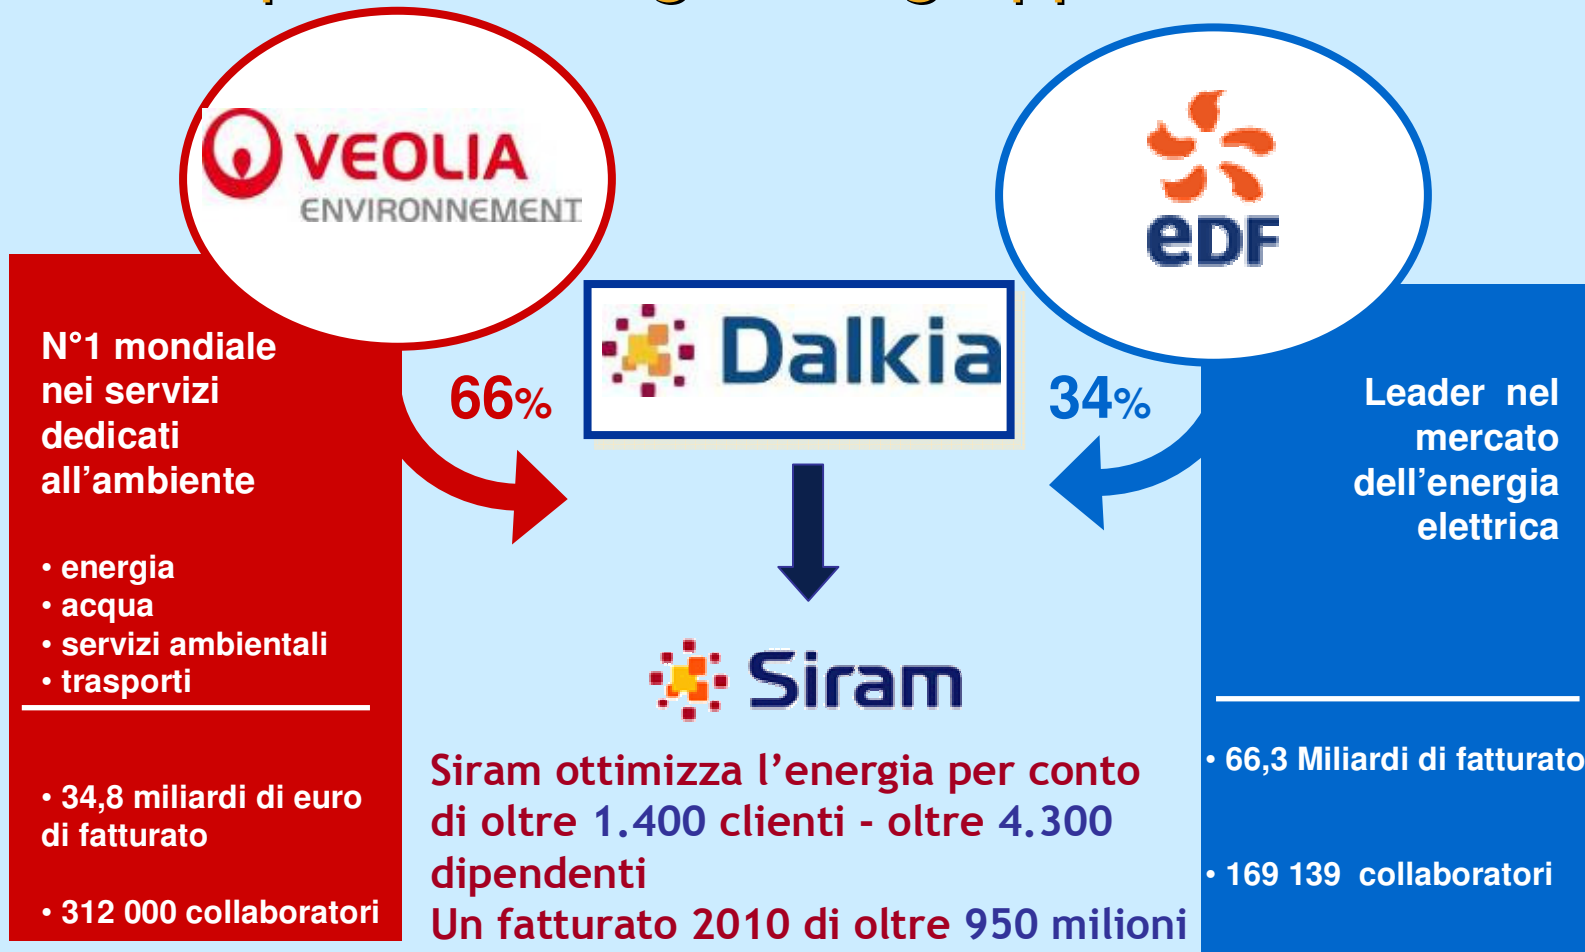 VEOLIA
ENVIRONNEMENT
eDF
Dalkia
66%
34%
N°1 mondiale
nei servizi
dedicati
all’ambiente
• energia
• acqua
• servizi ambientali
• trasporti
• 34,8 miliardi di euro
di fatturato
• 312 000 collaboratori
Siram
Siram ottimizza l’energia per conto
di oltre 1.400 clienti - oltre 4.300
dipendenti
Un fatturato 2010 di oltre 950 milioni
Leader nel
mercato
dell’energia
elettrica
• 66,3 Miliardi di fatturato
• 169 139 collaboratori